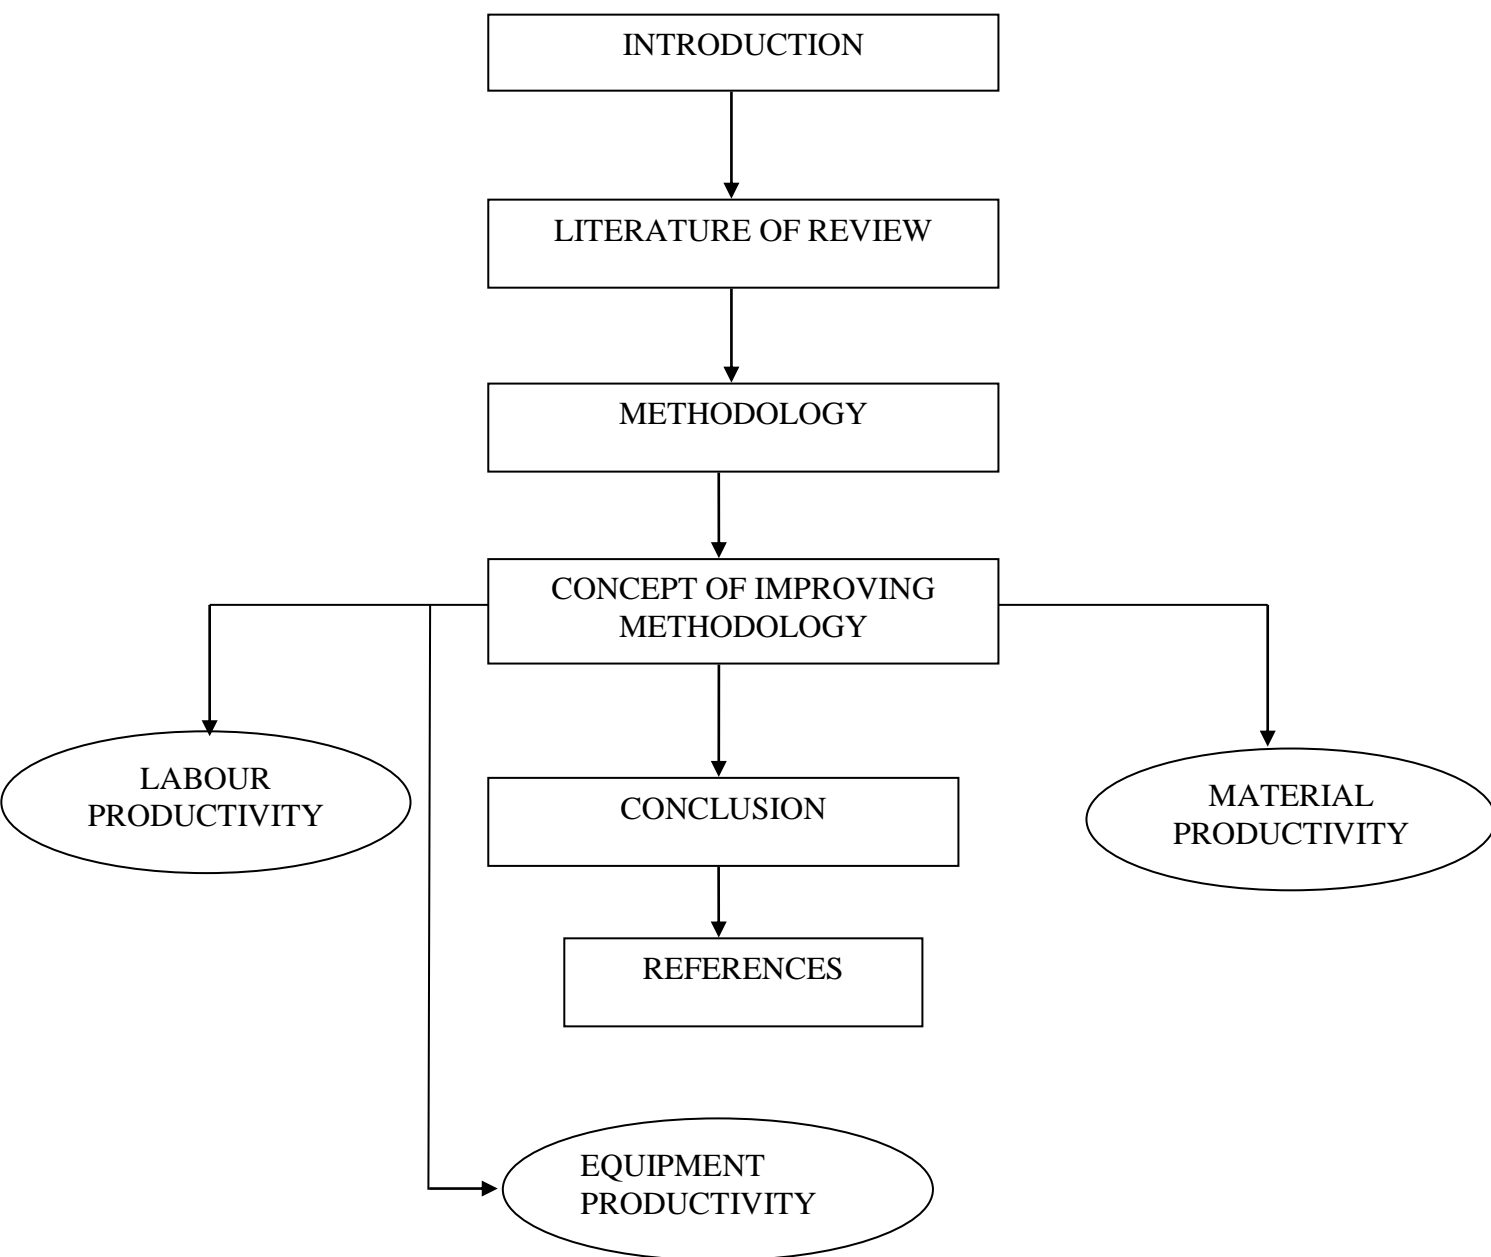 INTRODUCTION
LITERATURE OF REVIEW
METHODOLOGY
CONCEPT OF IMPROVING
METHODOLOGY
LABOUR
PRODUCTIVITY
CONCLUSION
MATERIAL
PRODUCTIVITY
REFERENCES
EQUIPMENT
PRODUCTIVITY